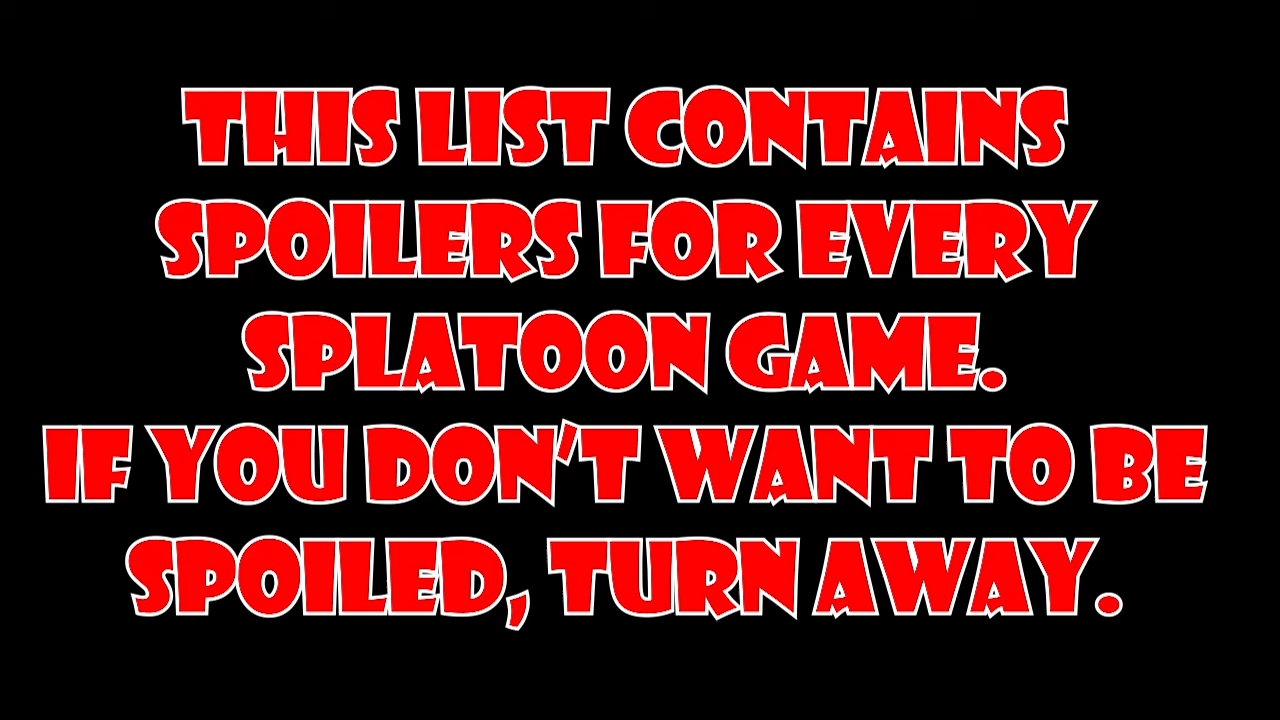 THIS LIST CONTAINS
SPOILERS FOR EVERY
SPLATOON GAME.
IF YOU DON'T WANT TO BE
SPOILED, TURN AWAY.